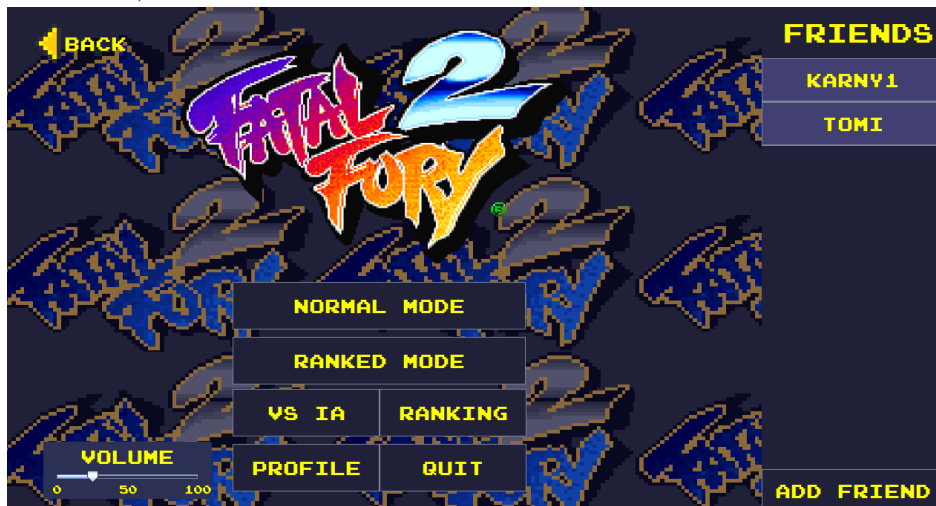 BACK
FATAL
FURY
2
®
FRIENDS
KARNY1
TOMI
NORMAL MODE
RANKED MODE
VS IA
RANKING
PROFILE
QUIT
VOLUME
0 50 100
ADD FRIEND